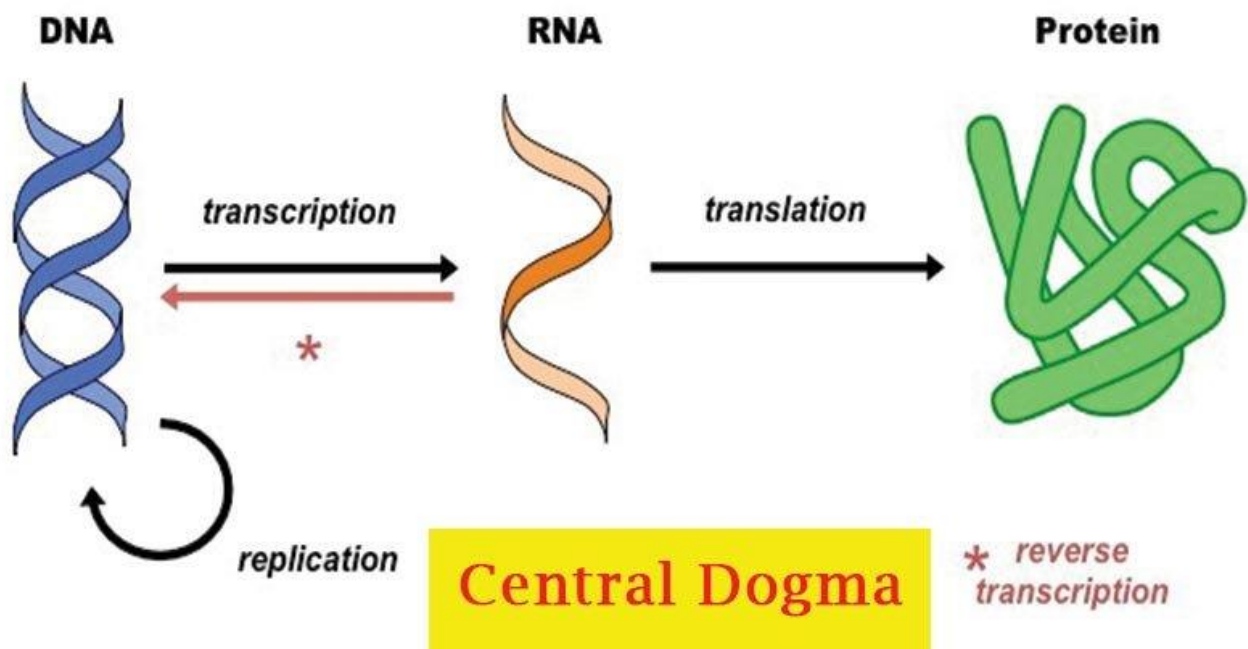 DNA
RNA
Protein
transcription
translation
*
replication
Central Dogma
* reverse
transcription